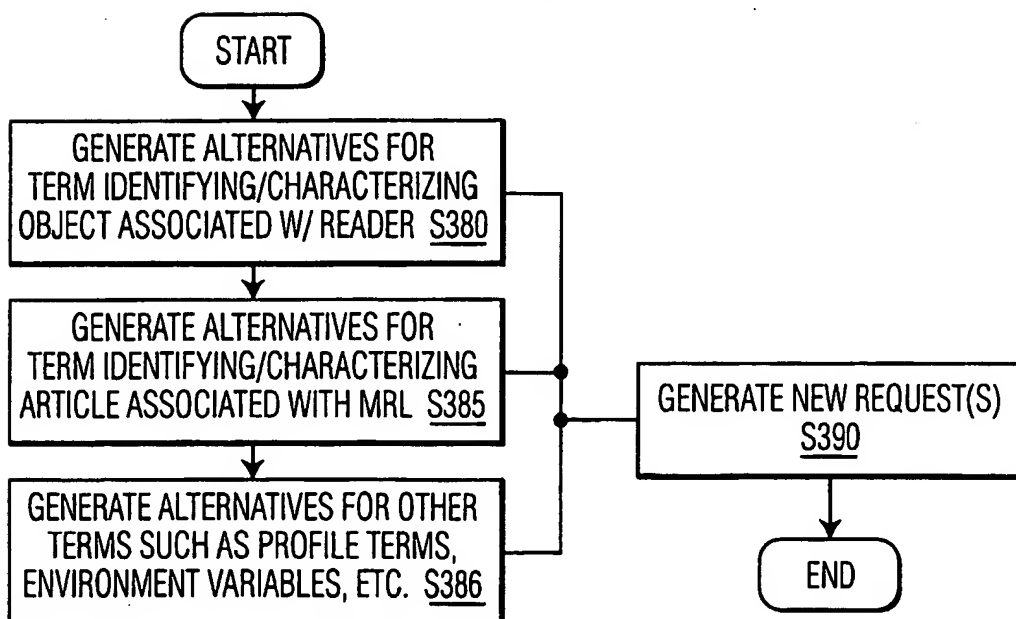 START
GENERATE ALTERNATIVES FOR
TERM IDENTIFYING/CHARACTERIZING
OBJECT ASSOCIATED W/ READER S380
GENERATE ALTERNATIVES FOR
TERM IDENTIFYING/CHARACTERIZING
ARTICLE ASSOCIATED WITH MRL S385
GENERATE ALTERNATIVES FOR OTHER
TERMS SUCH AS PROFILE TERMS,
ENVIRONMENT VARIABLES, ETC. S386
GENERATE NEW REQUEST(S)
S390
END